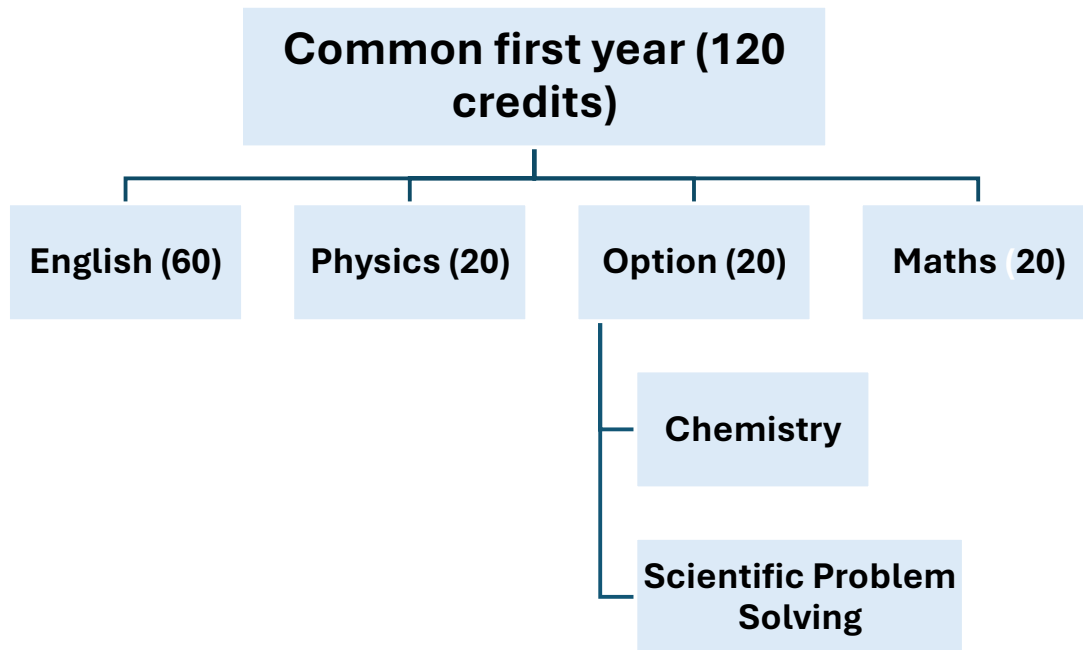 Common first year (120
credits)
English (60)
Physics (20)
Option (20)
Maths (20)
Chemistry
Scientific Problem
Solving